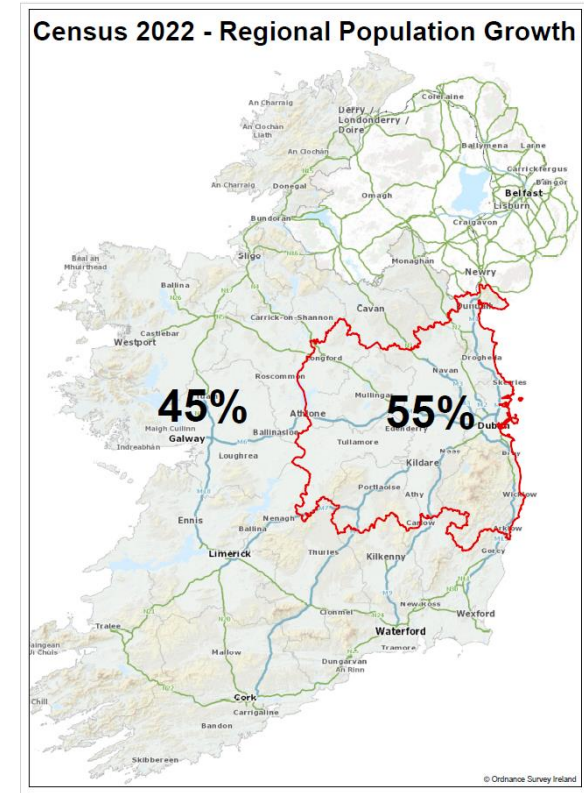 Census 2022 - Regional Population Growth
An Charraig
Coleraine
Derry /
Londonderry /
Doire
An Clochán
Liath
An Clochán
Ballymena
Larne
Carrickfergus
Bangor
An Charraig
Donegal
Omagh
Belfast
Lisburn
Craigavon
Bundoran
Sligo
Monaghan
Newry
Béal an
Mhuirthead
Ballina
N26
Cavan
Dundalk
Carrick-on-Shannon
Castlebar
Westport
Longford
Drogheda
Roscommon
Navan
Skerries
Mullingar
45%
55%
Athlone
Maigh Cuilinn
Galway
Ballinasloe
Edenderry
Dublin
Indreabhán
Tullamore
Loughrea
Naas
Bray
Kildare
Portlaoise
Athy
Wicklow
Ennis
Nenagh
Ballina
Carlow
Arklow
Gorey
Limerick
Thurles
Kilkenny
Clonmel
New Ross
Wexford
Tralee
Waterford
Tramore
Mallow
Dungarvan
An Rinn
Cork
Carrigaline
Bandon
Skibbereen
© Ordnance Survey Ireland